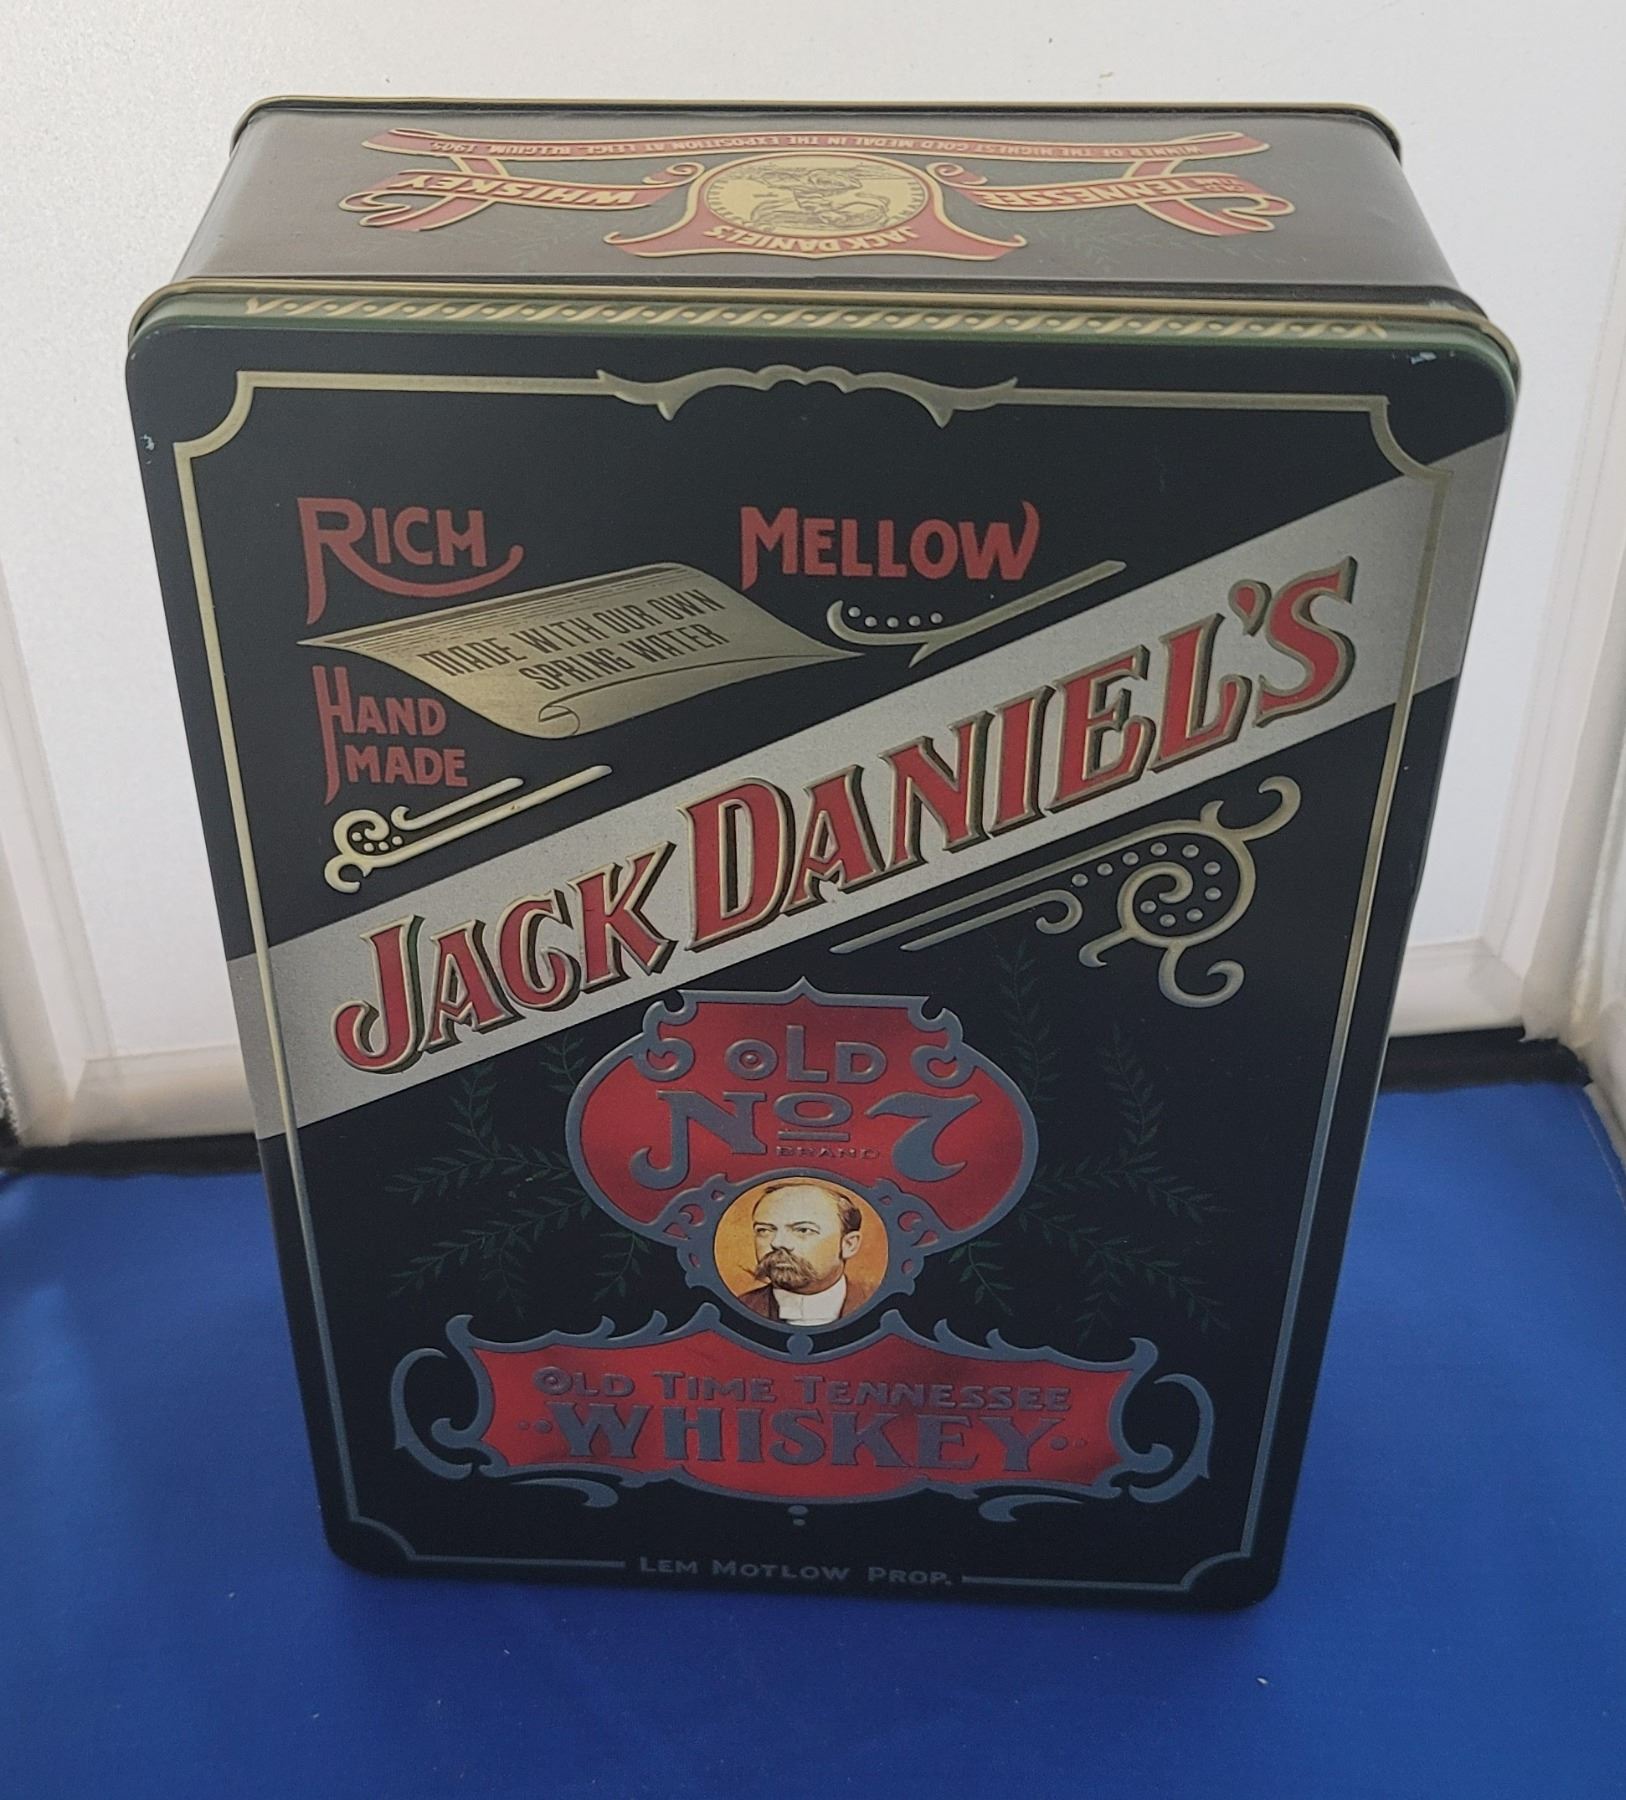 WINNER OF THE HIGHEST GOLD MEDAL IN THE EXPOSITION AT LEIGE, BELGIUM, 1905.
TENNESSEE WHISKEY
JACK DANIEL'S
RICH
MELLOW
MADE WITH OUR OWN
SPRING WATER
HAND
MADE
JACK DANIEL'S
OLD
No 7
BRAND
OLD TIME TENNESSEE
WHISKEY
LEM MOTLOW PROP.